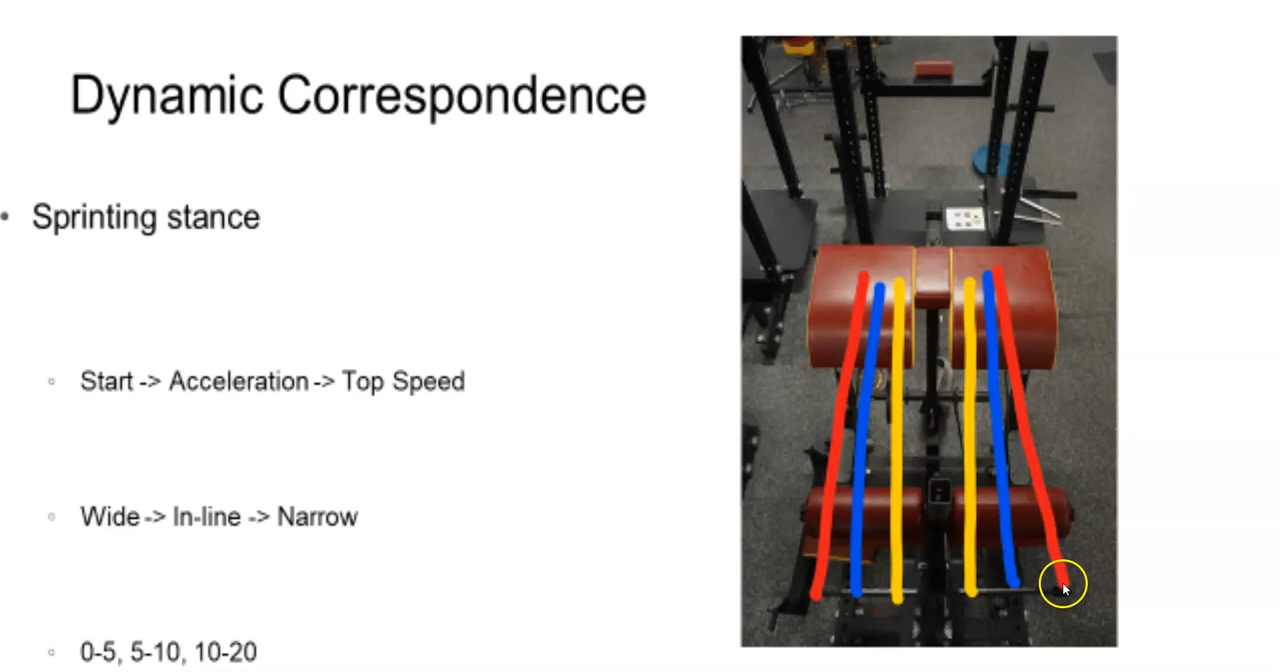 Dynamic Correspondence
• Sprinting stance
◦ Start -> Acceleration -> Top Speed
◦ Wide -> In-line -> Narrow
◦ 0-5, 5-10, 10-20